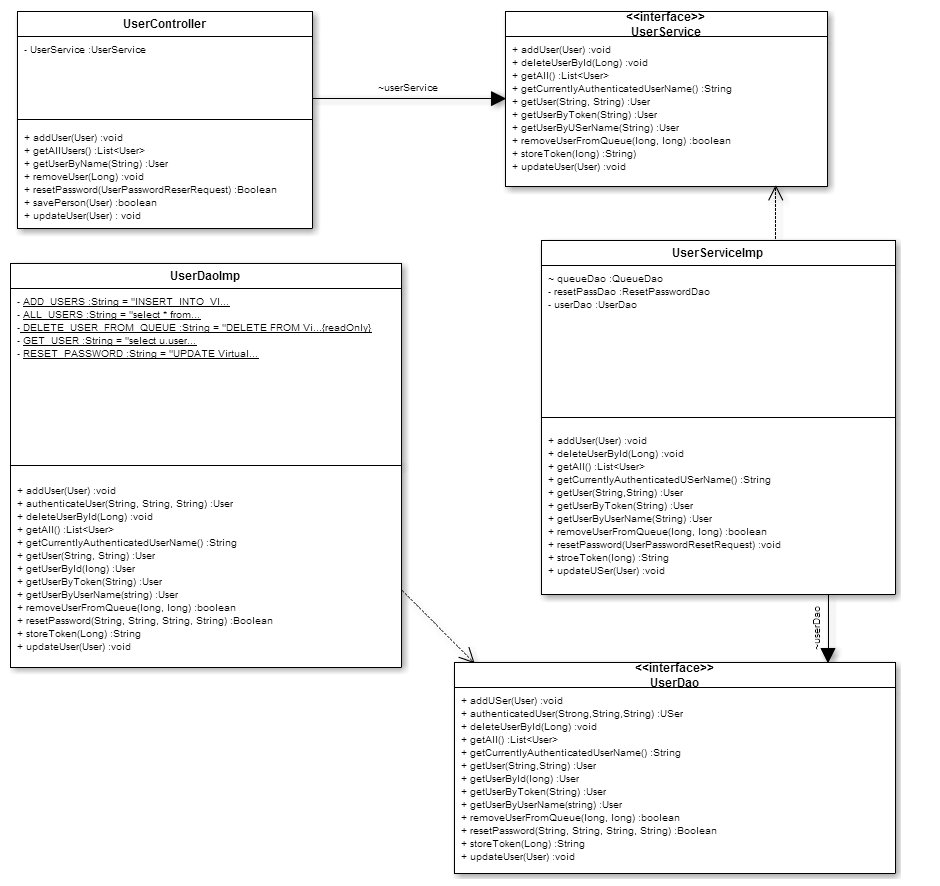 UserController
- UserService :UserService
+ addUser(User) :void
+ getAllUsers() :List<User>
+ getUserByName(String) :User
+ removeUser(Long) :void
+ resetPassword(UserPasswordReserRequest) :Boolean
+ savePerson(User) :boolean
+ updateUser(User) : void
~userService
<<interface>>
UserService
+ addUser(User) :void
+ deleteUserById(Long) :void
+ getAll() :List<User>
+ getCurrentlyAuthenticatedUserName() :String
+ getUser(String, String) :User
+ getUserByToken(String) :User
+ getUserByUSerName(String) :User
+ removeUserFromQueue(long, long) :boolean
+ storeToken(long) :String)
+ updateUser(User) :void
UserServiceImp
~ queueDao :QueueDao
- resetPassDao :ResetPasswordDao
- userDao :UserDao
+ addUser(User) :void
+ deleteUserById(Long) :void
+ getAll() :List<User>
+ getCurrentlyAuthenticatedUSerName() :String
+ getUser(String,String) :User
+ getUserByToken(String) :User
+ getUserByUserName(String) :User
+ removeUserFromQueue(long, long) :boolean
+ resetPassword(UserPasswordResetRequest) :void
+ stroeToken(long) :String
+ updateUSer(User) :void
UserDaoImp
- ADD_USERS :String = "INSERT_INTO_VI...
- ALL_USERS :String = "select * from...
- DELETE_USER_FROM_QUEUE :String = "DELETE FROM Vi...{readOnly}
- GET_USER :String = "select u.user...
- RESET_PASSWORD :String = "UPDATE Virtual...
+ addUser(User) :void
+ authenticateUser(String, String, String) :User
+ deleteUserById(Long) :void
+ getAll() :List<User>
+ getCurrentlyAuthenticatedUserName() :String
+ getUser(String, String) :User
+ getUserById(long) :User
+ getUserByToken(String) :User
+ getUserByUserName(string) :User
+ removeUserFromQueue(long, long) :boolean
+ resetPassword(String, String, String, String) :Boolean
+ storeToken(Long) :String
+ updateUser(User) :void
~userDao
<<interface>>
UserDao
+ addUSer(User) :void
+ authenticatedUser(Strong,String,String) :USer
+ deleteUserById(Long) :void
+ getAll() :List<User>
+ getCurrentlyAuthenticatedUserName() :String
+ getUser(String,String) :User
+ getUserById(long) :User
+ getUserByToken(String) :User
+ getUserByUserName(string) :User
+ removeUserFromQueue(long, long) :boolean
+ resetPassword(String, String, String, String) :Boolean
+ storeToken(Long) :String
+ updateUser(User) :void